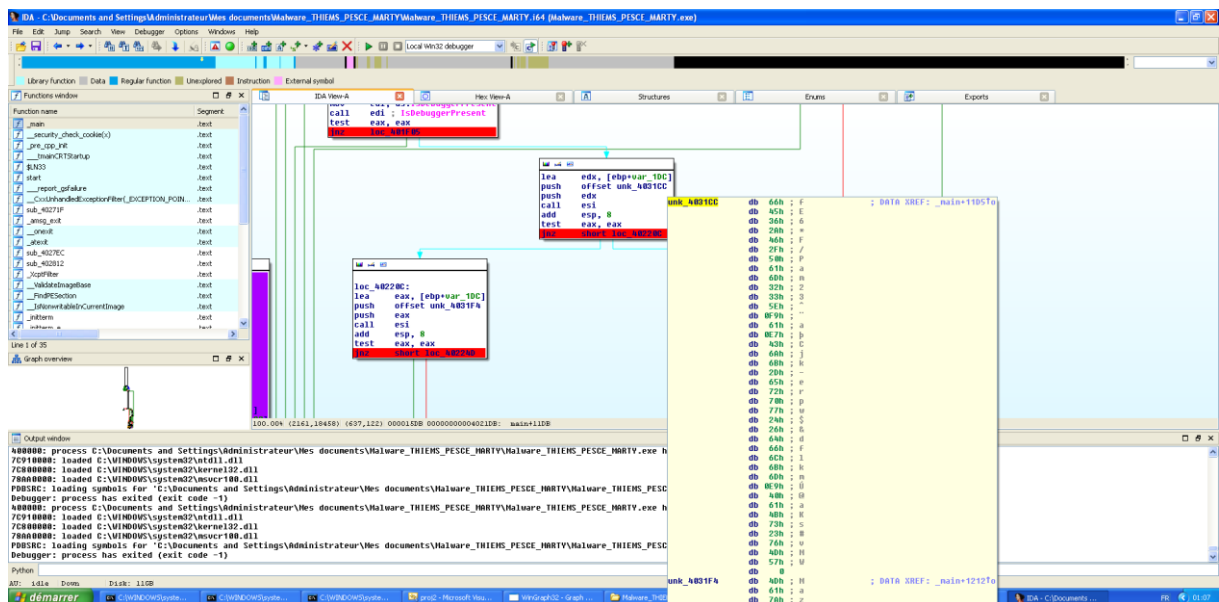 IDA - C:\Documents and Settings\Administrateur\Mes documents\Malware_THIEMS_PESCE_MARTY\Malware_THIEMS_PESCE_MARTY.i64 (Malware_THIEMS_PESCE_MARTY.exe)
File Edit Jump Search View Debugger Options Windows Help
Local Win32 debugger
Library function Data Regular function Unexplored Instruction External symbol
Functions window
IDA View-A Hex View-A Structures Enums Exports
Function name Segment
_main .text
__security_check_cookie(x) .text
_pre_cpp_init .text
__tmainCRTStartup .text
$LN33 .text
start .text
__report_gsfailure .text
__CxxUnhandledExceptionFilter(_EXCEPTION_POIN... .text
sub_40271F .text
_amsg_exit .text
__onexit .text
_atexit .text
sub_4027EC .text
sub_402812 .text
_XcptFilter .text
__ValidateImageBase .text
__FindPESection .text
__IsNonwritableInCurrentImage .text
_initterm .text
Line 1 of 35
Graph overview
call edi ; IsDebuggerPresent
test eax, eax
jnz loc_401F05
lea edx, [ebp+var_1DC]
push offset unk_4031CC
push edx
call esi
add esp, 8
test eax, eax
jnz short loc_40220C
loc_40220C:
lea eax, [ebp+var_1DC]
push offset unk_4031F4
push eax
call esi
add esp, 8
test eax, eax
jnz short loc_40224D
unk_4031CC db 66h ; f ; DATA XREF: _main+11D5↑o
db 45h ; E
db 36h ; 6
db 2Ah ; *
db 46h ; F
db 2Fh ; /
db 50h ; P
db 61h ; a
db 6Dh ; m
db 32h ; 2
db 33h ; 3
db 5Eh ; ^
db 0F9h ;
db 61h ; a
db 0E7h ; þ
db 43h ; C
db 6Ah ; j
db 6Bh ; k
db 2Dh ; -
db 65h ; e
db 72h ; r
db 70h ; p
db 77h ; w
db 24h ; $
db 26h ; &
db 64h ; d
db 66h ; f
db 6Ch ; l
db 6Bh ; k
db 6Dh ; m
db 0E9h ; Ú
db 40h ; @
db 61h ; a
db 4Bh ; K
db 73h ; s
db 23h ; #
db 76h ; v
db 4Dh ; M
db 57h ; W
db 0
unk_4031F4 db 4Dh ; M ; DATA XREF: _main+1212↑o
db 61h ; a
100.00% (2161,18458) (637,122) 000015DB 00000000004021DB: _main+11DB
Output window
400000: process C:\Documents and Settings\Administrateur\Mes documents\Malware_THIEMS_PESCE_MARTY\Malware_THIEMS_PESCE_MARTY.exe h
7C910000: loaded C:\WINDOWS\system32\ntdll.dll
7C800000: loaded C:\WINDOWS\system32\kernel32.dll
78AA0000: loaded C:\WINDOWS\system32\msvcr100.dll
PDBSRC: loading symbols for 'C:\Documents and Settings\Administrateur\Mes documents\Malware_THIEMS_PESCE_MARTY\Malware_THIEMS_PESC
Debugger: process has exited (exit code -1)
400000: process C:\Documents and Settings\Administrateur\Mes documents\Malware_THIEMS_PESCE_MARTY\Malware_THIEMS_PESCE_MARTY.exe h
7C910000: loaded C:\WINDOWS\system32\ntdll.dll
7C800000: loaded C:\WINDOWS\system32\kernel32.dll
78AA0000: loaded C:\WINDOWS\system32\msvcr100.dll
PDBSRC: loading symbols for 'C:\Documents and Settings\Administrateur\Mes documents\Malware_THIEMS_PESCE_MARTY\Malware_THIEMS_PESC
Debugger: process has exited (exit code -1)
Python
AU: idle Down Disk: 11GB
démarrer C:\WINDOWS\syste... C:\WINDOWS\syste... C:\WINDOWS\syste... proj2 - Microsoft Visu... WinGraph32 - Graph ... Malware_THIE IDA - C:\Documents ... FR 01:07